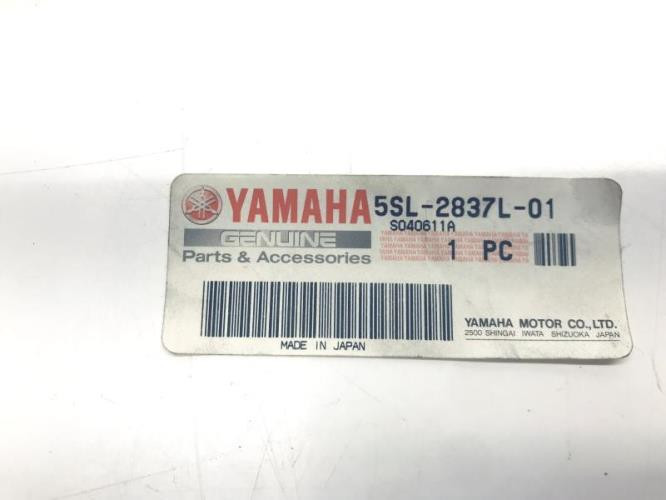 YAMAHA 5SL-2837L-01
GENUINE S040611A
Parts & Accessories 1 PC
YAMAHA MOTOR CO.,LTD.
2500 SHINGAI IWATA SHIZUOKA JAPAN
MADE IN JAPAN